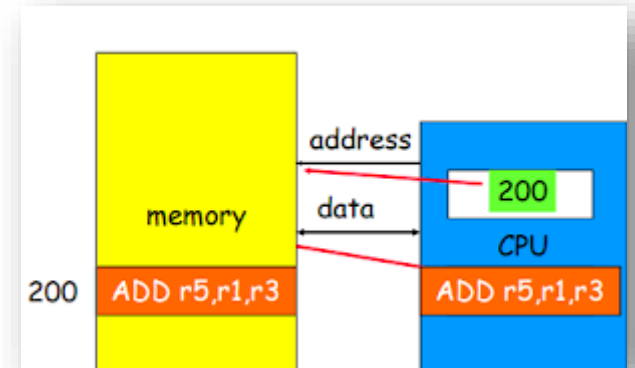 address
200
data
memory
CPU
200
ADD r5,r1,r3
ADD r5,r1,r3